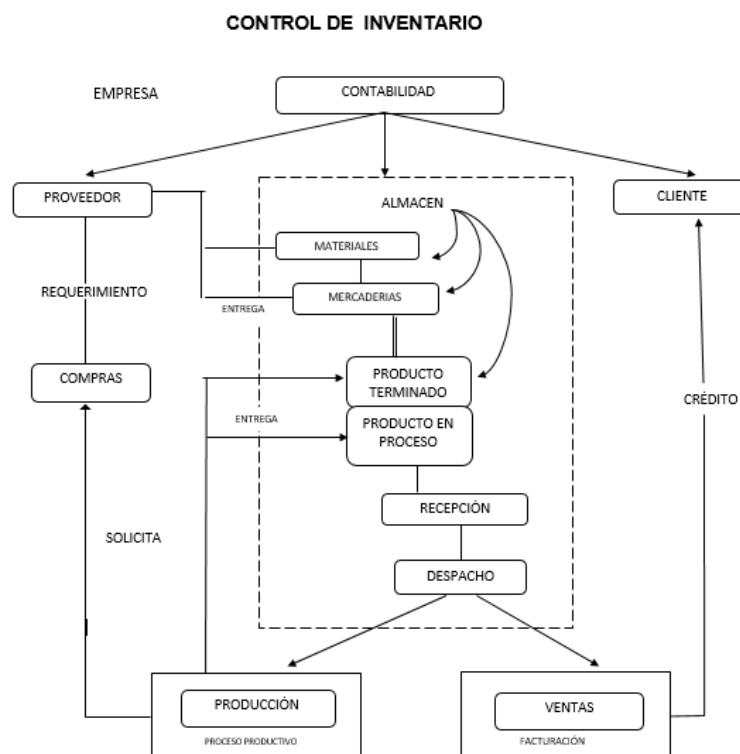 CONTROL DE INVENTARIO
EMPRESA
CONTABILIDAD
PROVEEDOR
CLIENTE
ALMACEN
MATERIALES
REQUERIMIENTO
MERCADERIAS
ENTREGA
PRODUCTO
TERMINADO
COMPRAS
CRÉDITO
ENTREGA
PRODUCTO EN
PROCESO
RECEPCIÓN
SOLICITA
DESPACHO
PRODUCCIÓN
VENTAS
PROCESO PRODUCTIVO
FACTURACIÓN